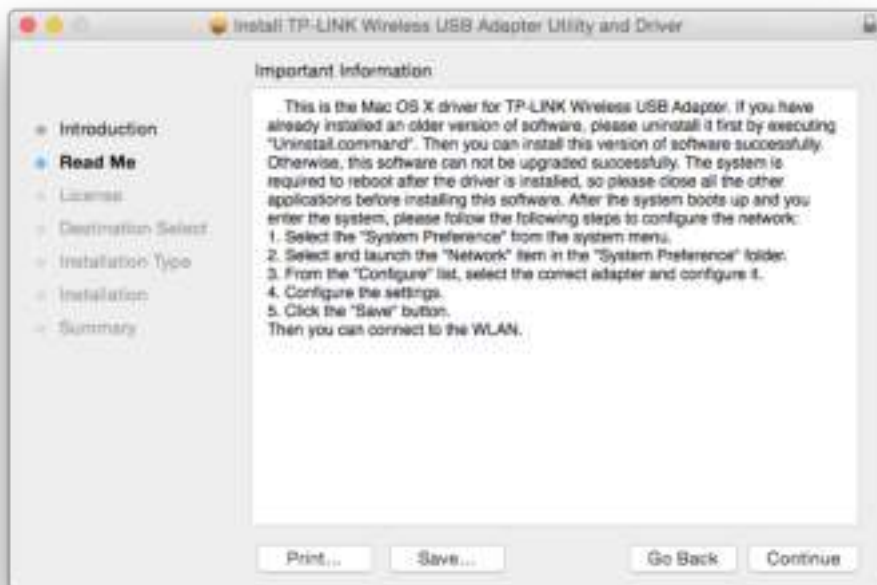 Install TP-LINK Wireless USB Adapter Utility and Driver
Important Information
Introduction
Read Me
License
Destination Select
Installation Type
Installation
Summary
This is the Mac OS X driver for TP-LINK Wireless USB Adapter. If you have
already installed an older version of software, please uninstall it first by executing
"Uninstall.command". Then you can install this version of software successfully.
Otherwise, this software can not be upgraded successfully. The system is
required to reboot after the driver is installed, so please close all the other
applications before installing this software. After the system boots up and you
enter the system, please follow the following steps to configure the network:
1. Select the "System Preference" from the system menu.
2. Select and launch the "Network" item in the "System Preference" folder.
3. From the "Configure" list, select the correct adapter and configure it.
4. Configure the settings.
5. Click the "Save" button.
Then you can connect to the WLAN.
Print...
Save...
Go Back
Continue